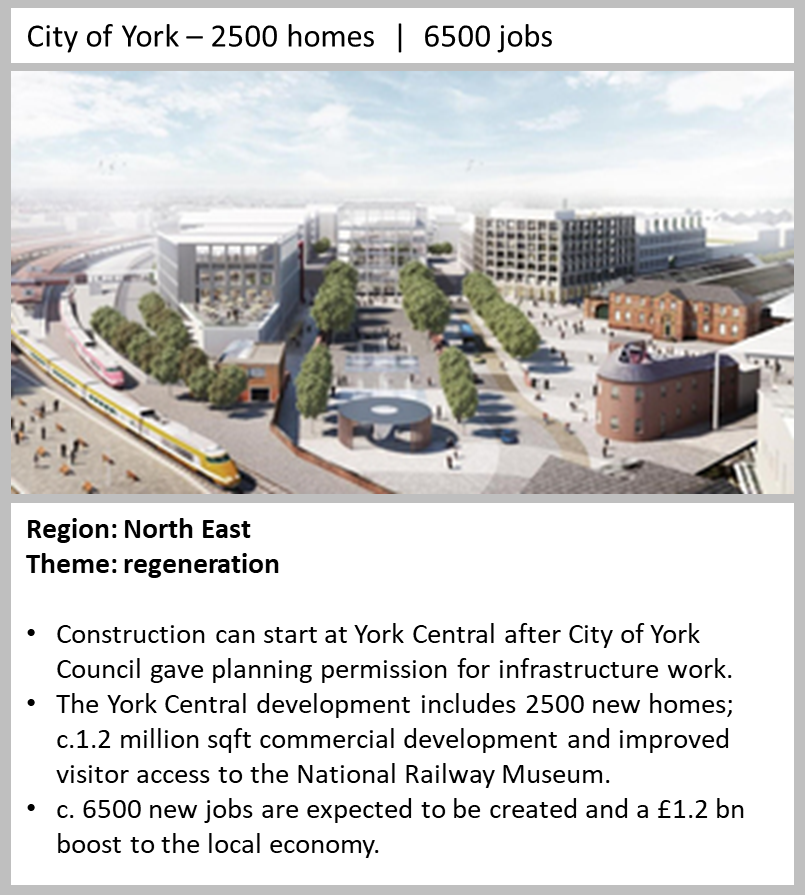 City of York – 2500 homes | 6500 jobs
Region: North East
Theme: regeneration
• Construction can start at York Central after City of York
Council gave planning permission for infrastructure work.
• The York Central development includes 2500 new homes;
c.1.2 million sqft commercial development and improved
visitor access to the National Railway Museum.
• c. 6500 new jobs are expected to be created and a £1.2 bn
boost to the local economy.